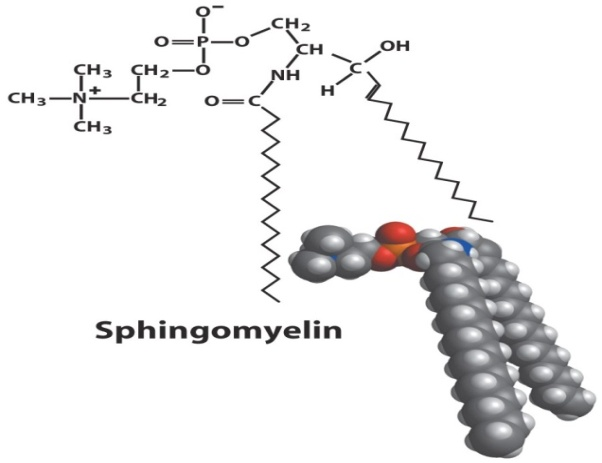 O⁻
O=P—O
CH₂
CH
OH
C
H
CH₃
CH₂—O
NH
CH₃—N⁺—CH₂
CH₃
O=C
Sphingomyelin